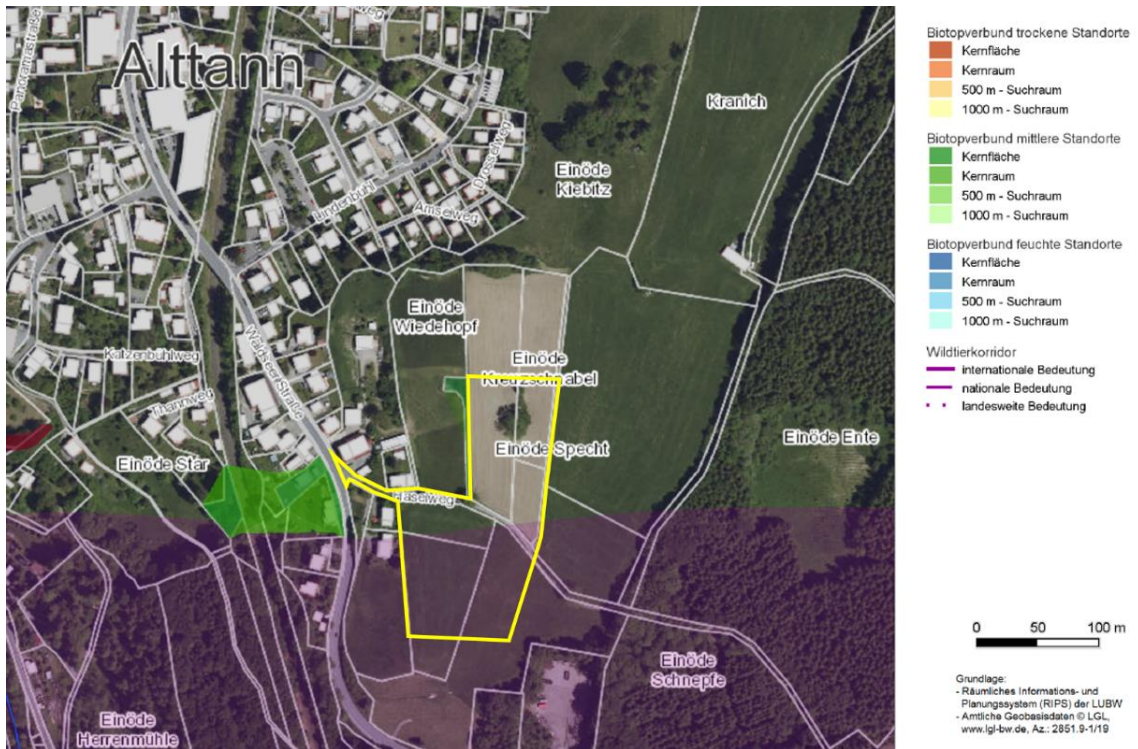 Alttann
Panoramastraße
Kranich
Einöde
Kiebitz
Drosselweg
Lindenbühl
Amselweg
Einöde
Wiedehopf
Waldseer Straße
Katzenbühlweg
Einöde
Kreuzschnabel
Thannweg
Einöde Ente
Einöde Specht
Einöde Star
Haselweg
Einöde
Schnepfe
Einöde
Herrenmühle
Biotopverbund trockene Standorte
Kernfläche
Kernraum
500 m - Suchraum
1000 m - Suchraum
Biotopverbund mittlere Standorte
Kernfläche
Kernraum
500 m - Suchraum
1000 m - Suchraum
Biotopverbund feuchte Standorte
Kernfläche
Kernraum
500 m - Suchraum
1000 m - Suchraum
Wildtierkorridor
internationale Bedeutung
nationale Bedeutung
landesweite Bedeutung
0 50 100 m
Grundlage:
- Räumliches Informations- und
Planungssystem (RIPS) der LUBW
- Amtliche Geobasisdaten © LGL,
www.lgl-bw.de, Az.: 2851.9-1/19